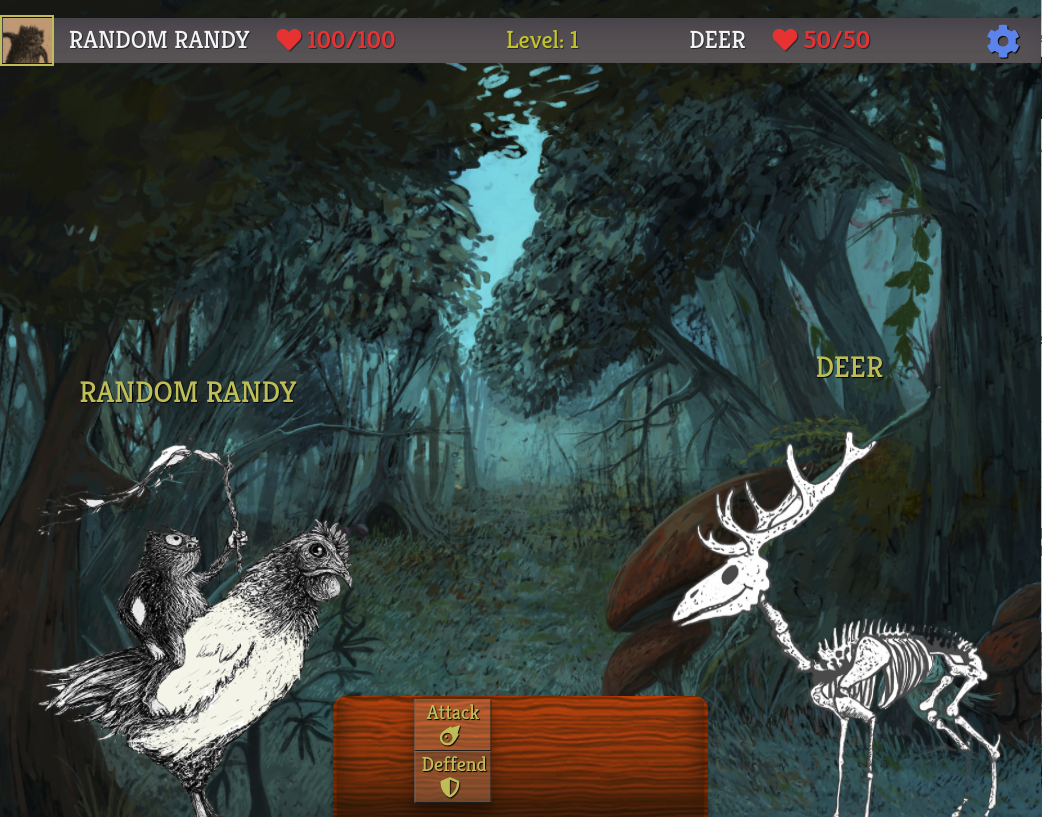 RANDOM RANDY 100/100 Level: 1 DEER 50/50
DEER
RANDOM RANDY
Attack
Deffend